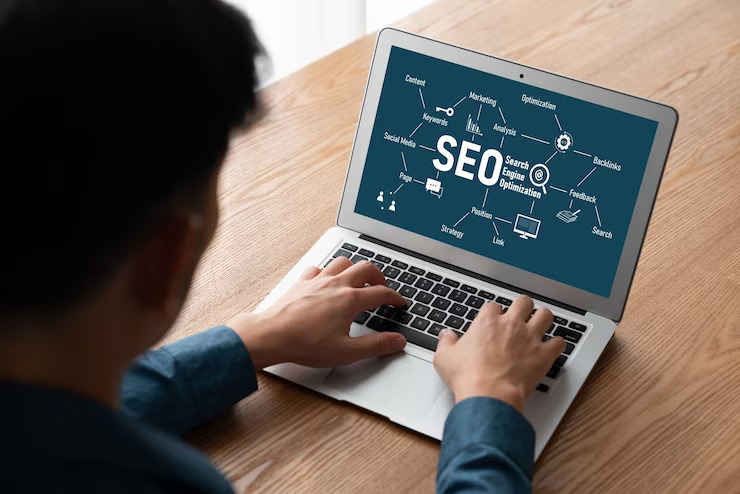 Content
Marketing
Optimization
Keywords
Analysis
Social Media
SEO
Search
Engine
Optimization
Backlinks
Page
Feedback
Position
Strategy
Link
Search